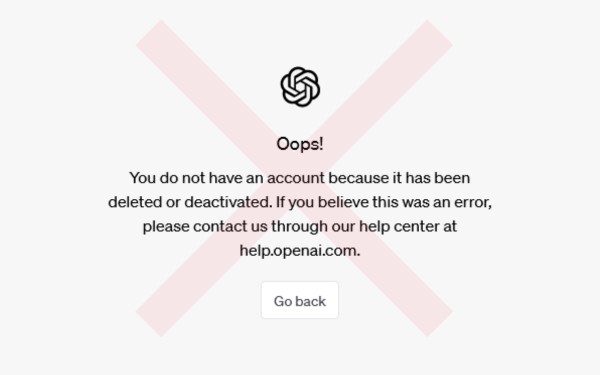 Oops!
You do not have an account because it has been
deleted or deactivated. If you believe this was an error,
please contact us through our help center at
help.openai.com.
Go back